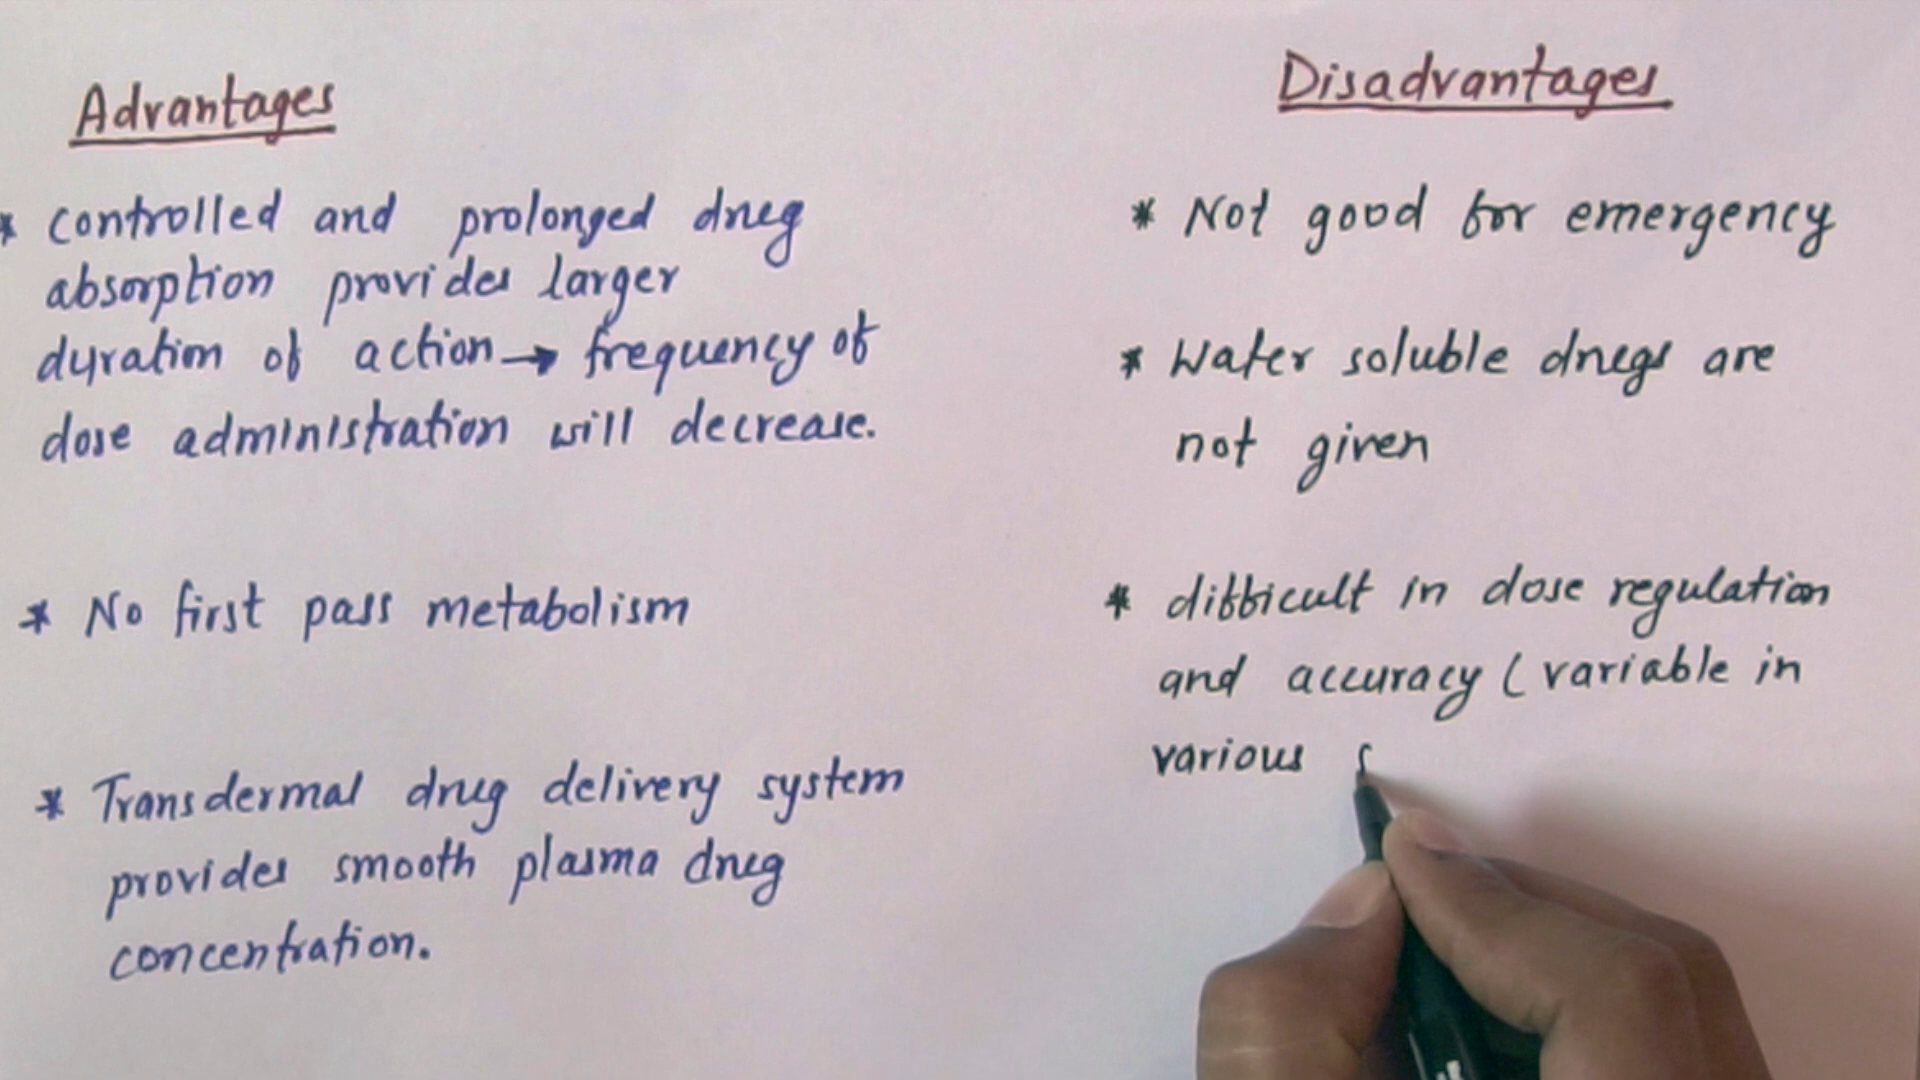 Advantages
* controlled and prolonged drug
absorption provides larger
duration of action → frequency of
dose administration will decrease.
* No first pass metabolism
* Transdermal drug delivery system
provides smooth plasma drug
concentration.
Disadvantages
* Not good for emergency
* Water soluble drugs are
not given
* difficult in dose regulation
and accuracy ( variable in
various